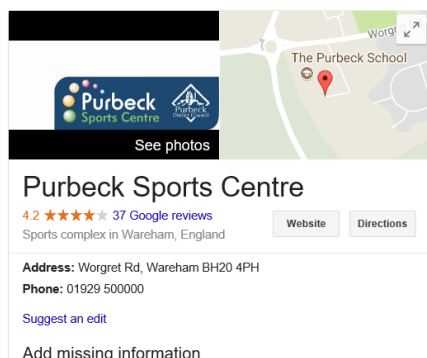 Purbeck
Sports Centre
Purbeck
District Council
See photos
Worgret
The Purbeck School
Purbeck Sports Centre
4.2 ★★★★★ 37 Google reviews
Sports complex in Wareham, England
Website
Directions
Address: Worgret Rd, Wareham BH20 4PH
Phone: 01929 500000
Suggest an edit
Add missing information